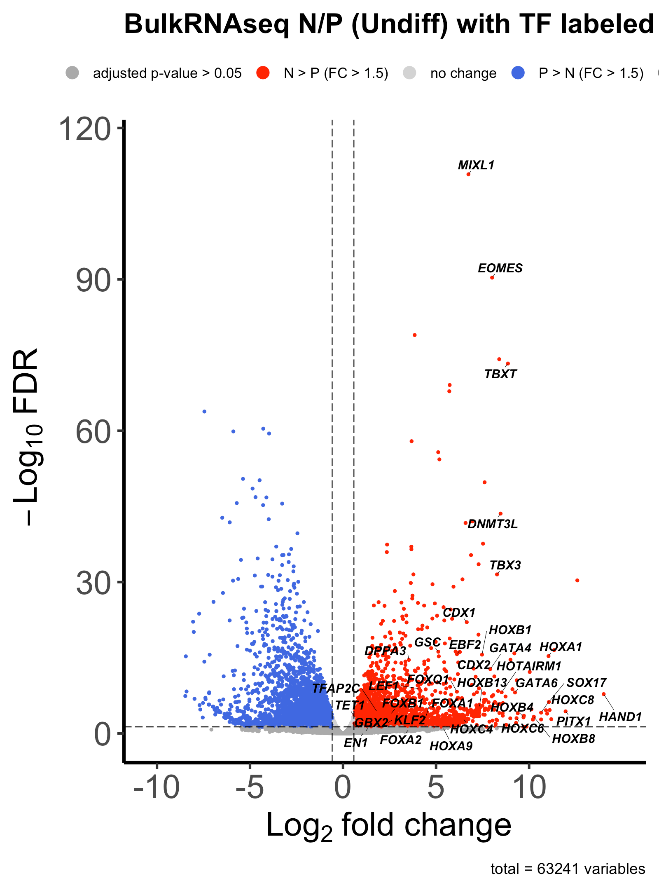 BulkRNAseq N/P (Undiff) with TF labeled
adjusted p-value > 0.05 N > P (FC > 1.5) no change P > N (FC > 1.5)
120
MIXL1
EOMES
90
TBXT
−Log10 FDR
60
DNMT3L
TBX3
30
CDX1
HOXB1
GSC EBF2 GATA4 HOXA1
DPPA3
CDX2 HOTAIRM1
FOXQ1 HOXB13 GATA6 SOX17
TFAP2C LEF1
TET1 FOXB1 FOXA1 HOXB4 HOXC8
GBX2 KLF2 PITX1 HAND1
HOXC4 HOXC6
0
EN1 FOXA2 HOXA9 HOXB8
-10 -5 0 5 10
Log2 fold change
total = 63241 variables